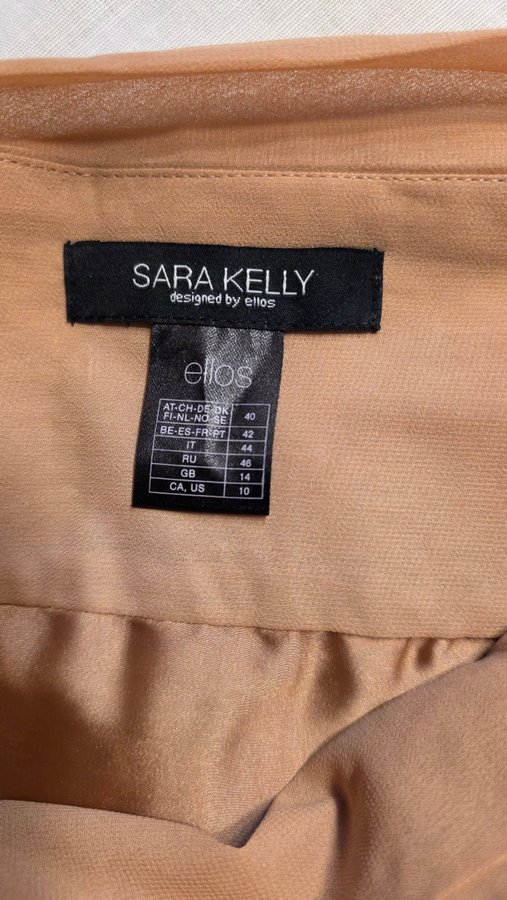 SARA KELLY
designed by ellos
ellos
AT-CH-DE-DK
FI-NL-NO-SE 40
BE-ES-FR-PT 42
IT 44
RU 46
GB 14
CA, US 10